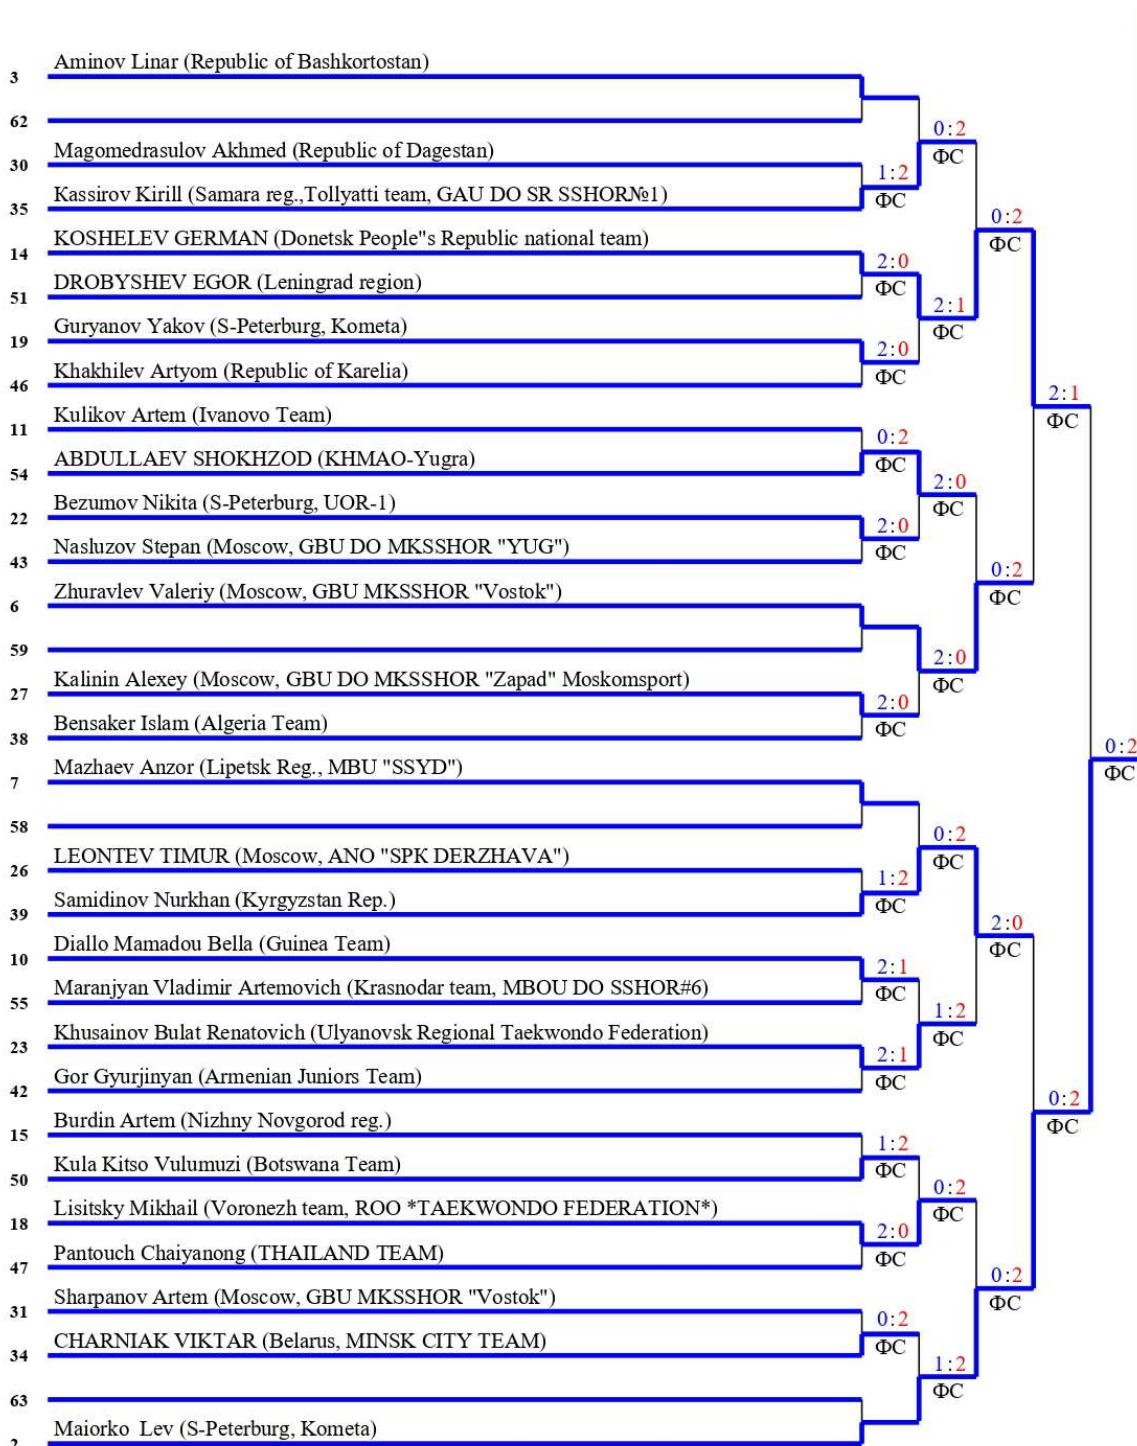 Aminov Linar (Republic of Bashkortostan)
3
62
0:2
Magomedrasulov Akhmed (Republic of Dagestan)
ФС
30
1:2
Kassirov Kirill (Samara reg.,Tollyatti team, GAU DO SR SSHOR№1)
ФС
35
0:2
KOSHELEV GERMAN (Donetsk People"s Republic national team)
ФС
14
2:0
DROBYSHEV EGOR (Leningrad region)
ФС
51
2:1
Guryanov Yakov (S-Peterburg, Kometa)
ФС
19
2:0
Khakhilev Artyom (Republic of Karelia)
ФС
46
2:1
Kulikov Artem (Ivanovo Team)
ФС
11
0:2
ABDULLAEV SHOKHZOD (KHMAO-Yugra)
ФС
54
2:0
Bezumov Nikita (S-Peterburg, UOR-1)
ФС
22
2:0
Nasluzov Stepan (Moscow, GBU DO MKSSHOR "YUG")
ФС
43
0:2
Zhuravlev Valeriy (Moscow, GBU MKSSHOR "Vostok")
ФС
6
59
2:0
Kalinin Alexey (Moscow, GBU DO MKSSHOR "Zapad" Moskomsport)
ФС
27
2:0
Bensaker Islam (Algeria Team)
ФС
38
0:2
Mazhaev Anzor (Lipetsk Reg., MBU "SSYD")
ФС
7
58
0:2
LEONTEV TIMUR (Moscow, ANO "SPK DERZHAVA")
ФС
26
1:2
Samidinov Nurkhan (Kyrgyzstan Rep.)
ФС
39
2:0
Diallo Mamadou Bella (Guinea Team)
ФС
10
2:1
Maranjyan Vladimir Artemovich (Krasnodar team, MBOU DO SSHOR#6)
ФС
55
1:2
Khusainov Bulat Renatovich (Ulyanovsk Regional Taekwondo Federation)
ФС
23
2:1
Gor Gyurjinyan (Armenian Juniors Team)
ФС
42
0:2
Burdin Artem (Nizhny Novgorod reg.)
ФС
15
1:2
Kula Kitso Vulumuzi (Botswana Team)
ФС
50
0:2
Lisitsky Mikhail (Voronezh team, ROO *TAEKWONDO FEDERATION*)
ФС
18
2:0
Pantouch Chaiyanong (THAILAND TEAM)
ФС
47
0:2
Sharpanov Artem (Moscow, GBU MKSSHOR "Vostok")
ФС
31
0:2
CHARNIAK VIKTAR (Belarus, MINSK CITY TEAM)
ФС
34
1:2
ФС
63
Maiorko Lev (S-Peterburg, Kometa)
2